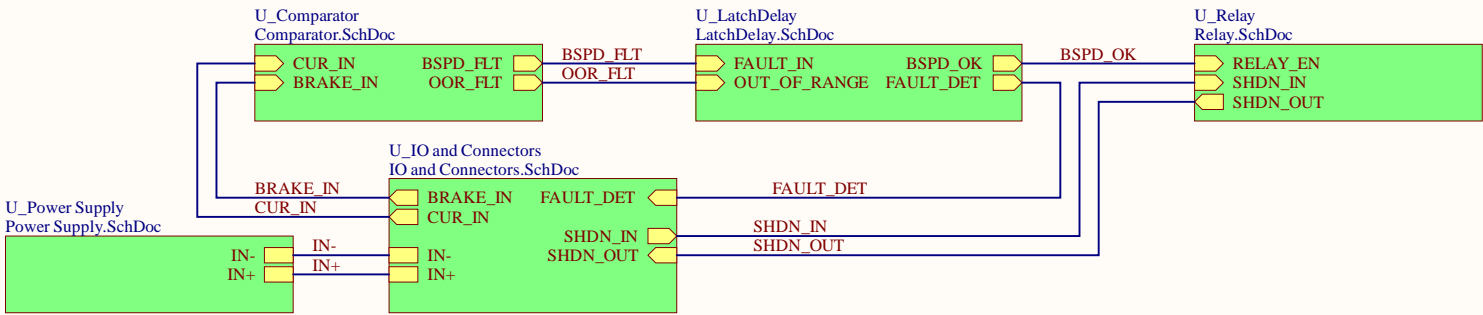 U_Comparator
Comparator.SchDoc
CUR_IN
BRAKE_IN
BSPD_FLT
OOR_FLT
BSPD_FLT
OOR_FLT
U_LatchDelay
LatchDelay.SchDoc
FAULT_IN
OUT_OF_RANGE
BSPD_OK
FAULT_DET
BSPD_OK
U_Relay
Relay.SchDoc
RELAY_EN
SHDN_IN
SHDN_OUT
U_IO and Connectors
IO and Connectors.SchDoc
BRAKE_IN
CUR_IN
BRAKE_IN
CUR_IN
FAULT_DET
FAULT_DET
SHDN_IN
SHDN_OUT
SHDN_IN
SHDN_OUT
IN-
IN+
U_Power Supply
Power Supply.SchDoc
IN-
IN+
IN-
IN+